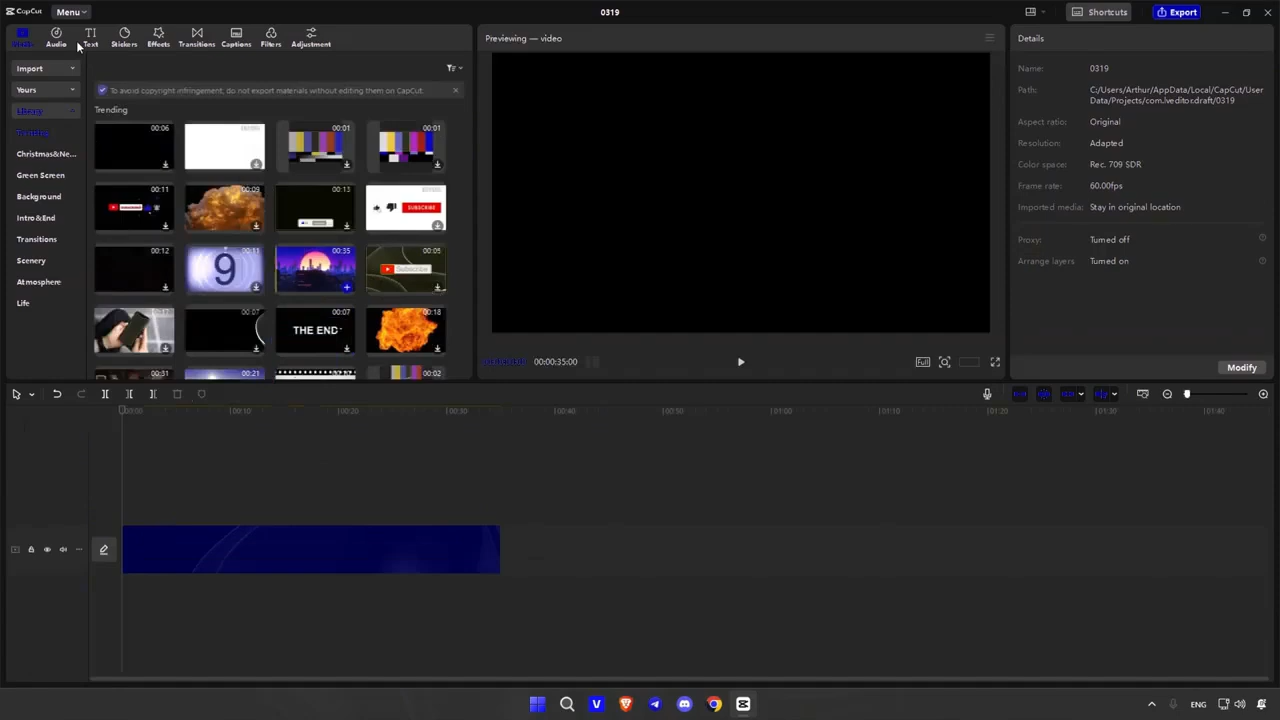 CapCut
Menu
0319
Shortcuts
Export
Media
Audio
Text
Stickers
Effects
Transitions
Captions
Filters
Adjustment
Import
Yours
Library
Trending
Christmas&Ne...
Green Screen
Background
Intro&End
Transitions
Scenery
Atmosphere
Life
To avoid copyright infringement, do not export materials without editing them on CapCut.
Trending
00:06
00:01
00:01
00:11
00:09
00:13
SUBSCRIBE
00:12
00:11
9
00:35
00:05
Subscribe
00:07
THE END
00:07
00:18
00:31
00:21
00:02
Previewing — video
00:00:35:00
Full
Details
Name:
0319
Path:
C:/Users/Arthur/AppData/Local/CapCut/User
Data/Projects/com.lveditor.draft/0319
Aspect ratio:
Original
Resolution:
Adapted
Color space:
Rec. 709 SDR
Frame rate:
60.00fps
Imported media:
Stay in original location
Proxy:
Turned off
Arrange layers
Turned on
Modify
00:00
00:10
00:20
00:30
00:40
00:50
01:00
01:10
01:20
01:30
01:40
ENG